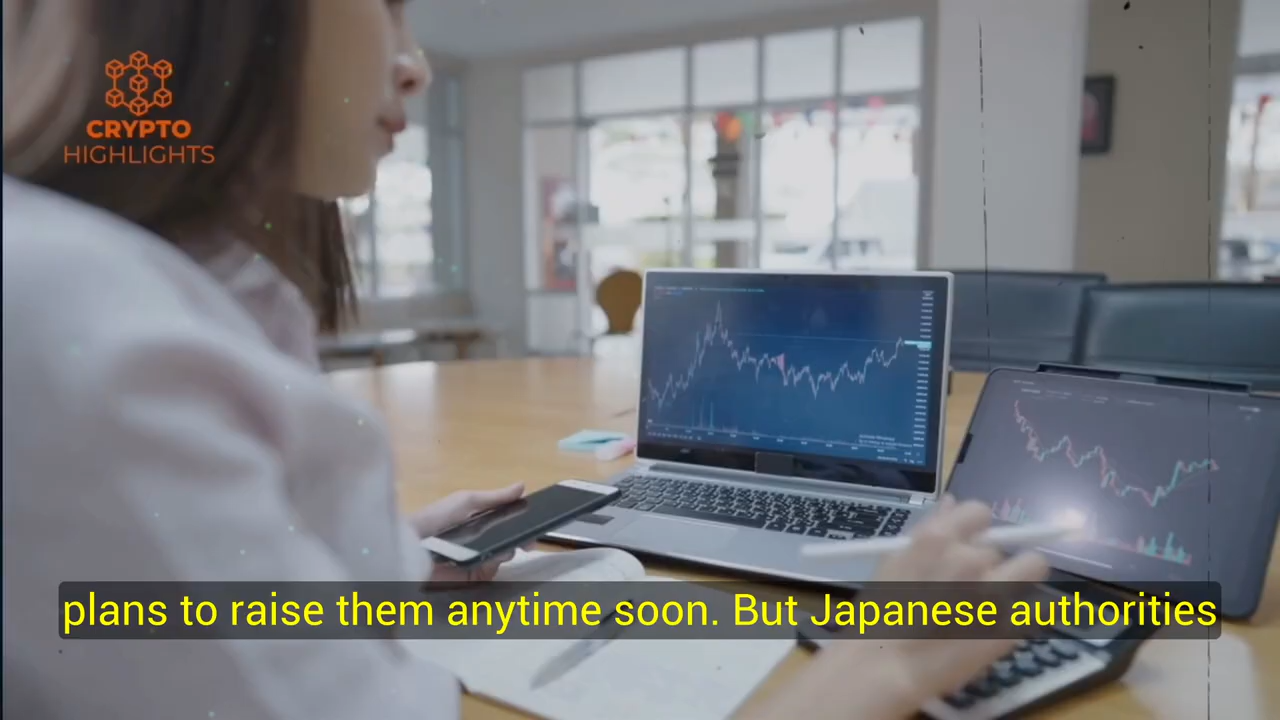 CRYPTO
HIGHLIGHTS
plans to raise them anytime soon. But Japanese authorities